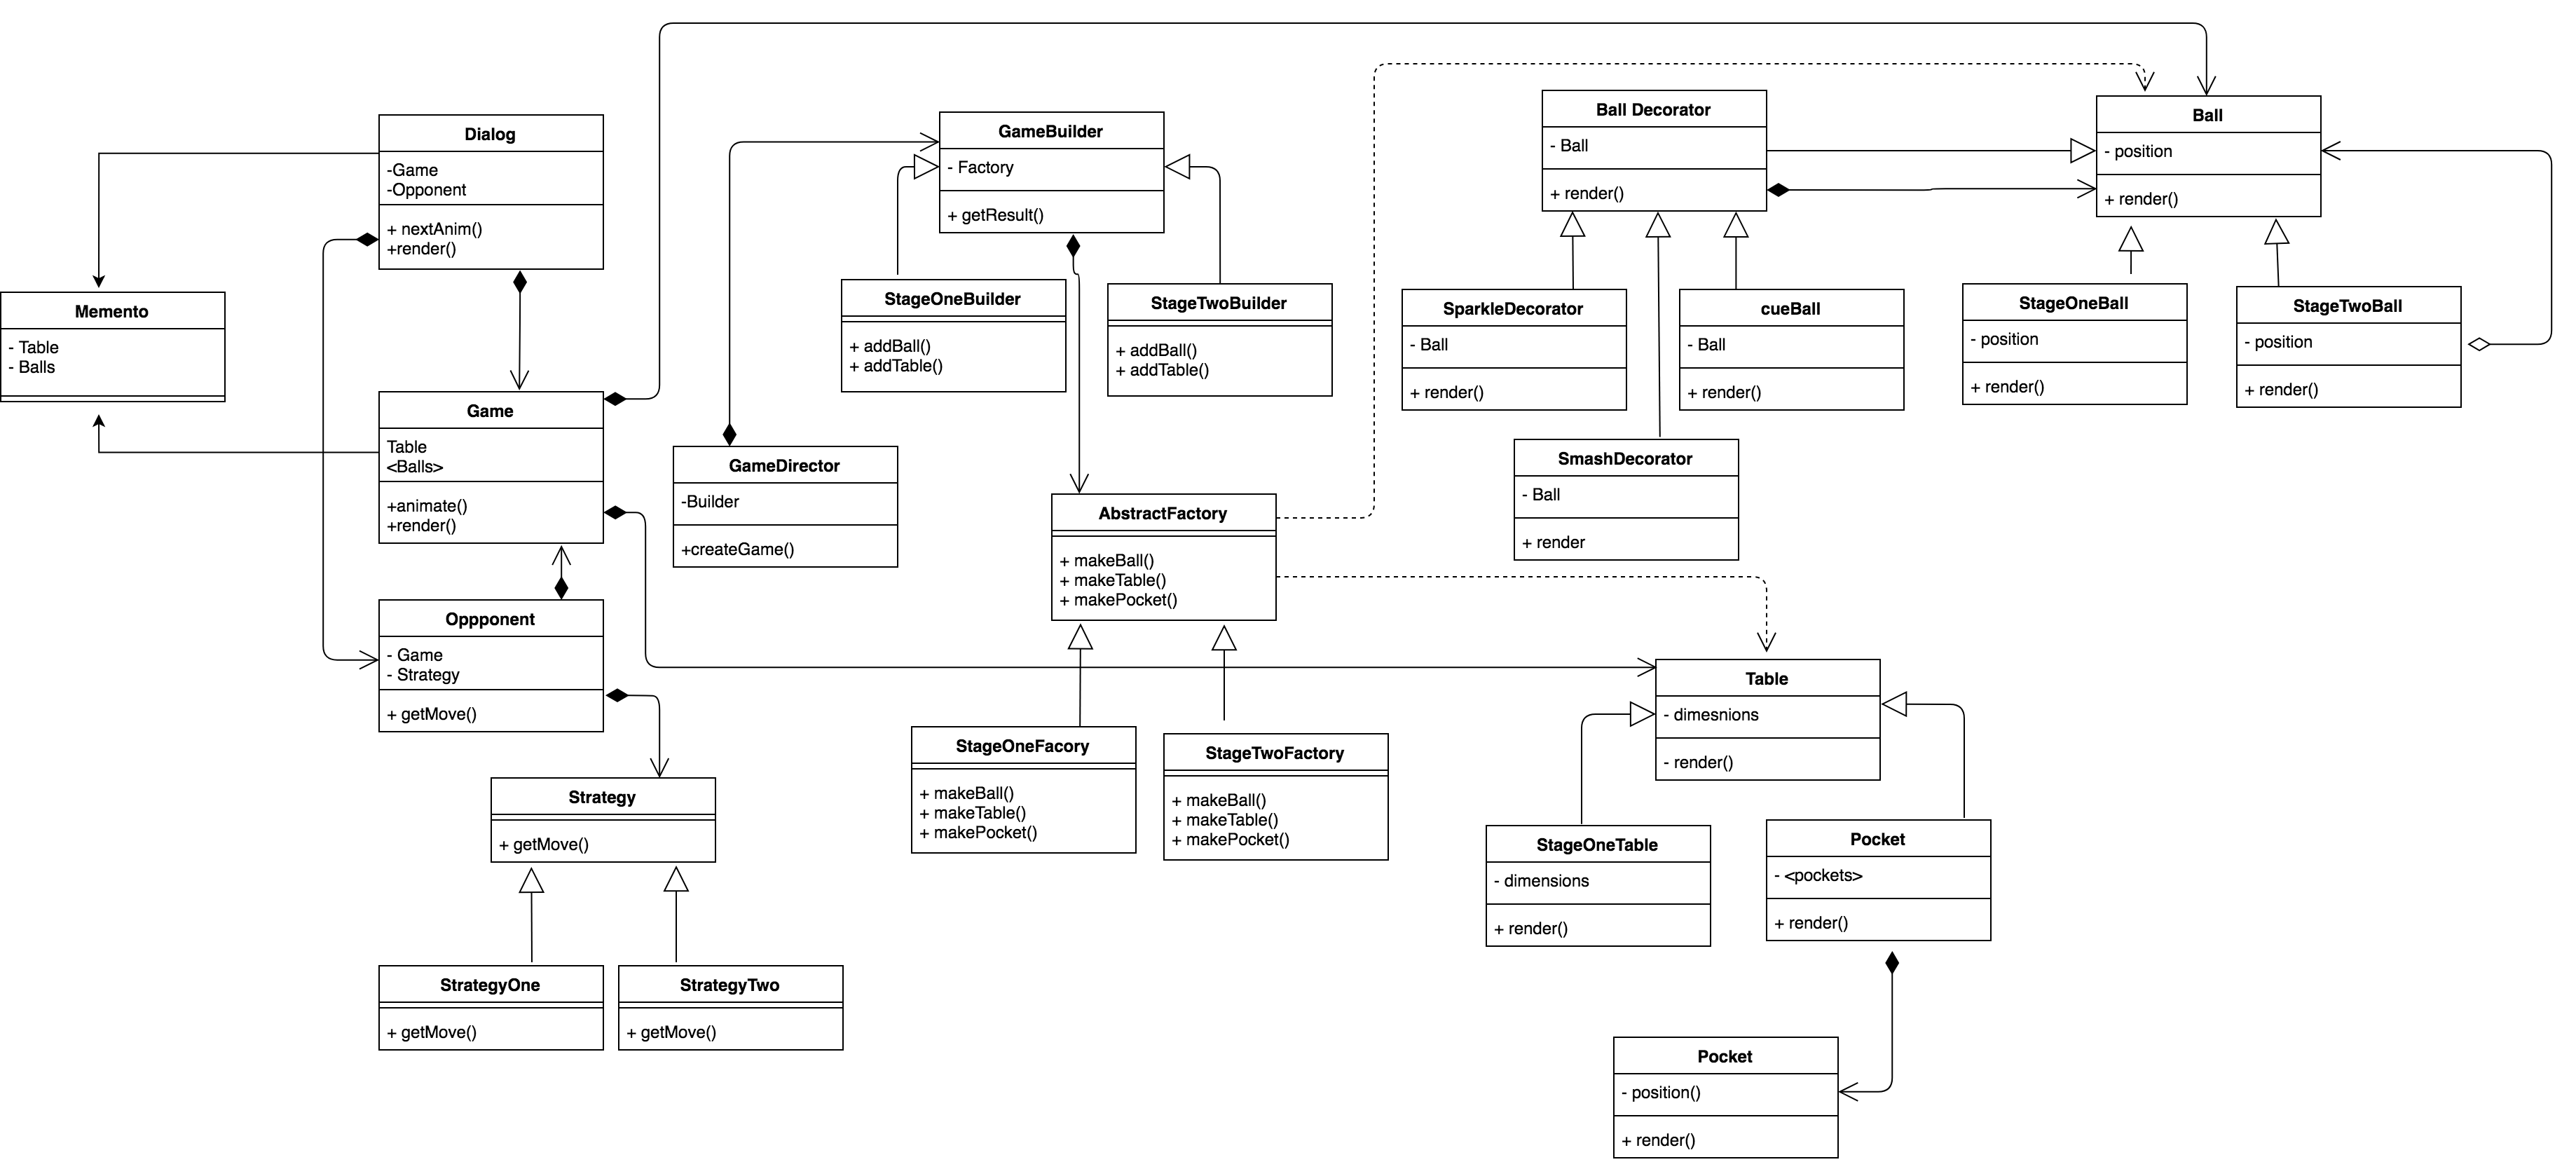 Dialog
-Game
-Opponent
+ nextAnim()
+render()
Memento
- Table
- Balls
Game
Table
<Balls>
+animate()
+render()
Oppponent
- Game
- Strategy
+ getMove()
Strategy
+ getMove()
StrategyOne
+ getMove()
StrategyTwo
+ getMove()
GameDirector
-Builder
+createGame()
GameBuilder
- Factory
+ getResult()
StageOneBuilder
+ addBall()
+ addTable()
StageTwoBuilder
+ addBall()
+ addTable()
AbstractFactory
+ makeBall()
+ makeTable()
+ makePocket()
StageOneFacory
+ makeBall()
+ makeTable()
+ makePocket()
StageTwoFactory
+ makeBall()
+ makeTable()
+ makePocket()
Ball Decorator
- Ball
+ render()
SparkleDecorator
- Ball
+ render()
cueBall
- Ball
+ render()
SmashDecorator
- Ball
+ render
Ball
- position
+ render()
StageOneBall
- position
+ render()
StageTwoBall
- position
+ render()
Table
- dimesnions
- render()
StageOneTable
- dimensions
+ render()
Pocket
- <pockets>
+ render()
Pocket
- position()
+ render()